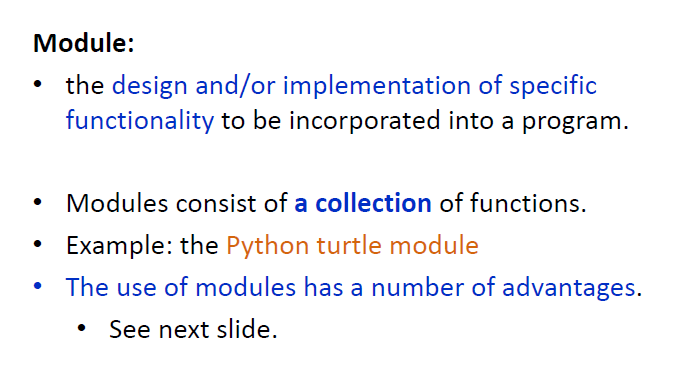 Module:
• the design and/or implementation of specific
functionality to be incorporated into a program.
• Modules consist of a collection of functions.
• Example: the Python turtle module
• The use of modules has a number of advantages.
• See next slide.